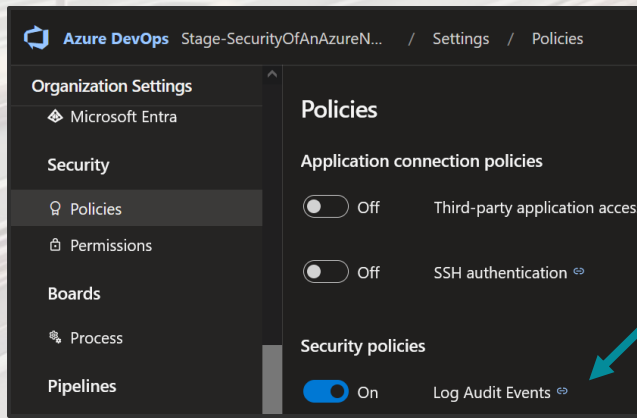 Azure DevOps Stage-SecurityOfAnAzureN... / Settings / Policies
Organization Settings
Microsoft Entra
Security
Policies
Permissions
Boards
Process
Pipelines
Policies
Application connection policies
Off Third-party application acces
Off SSH authentication
Security policies
On Log Audit Events